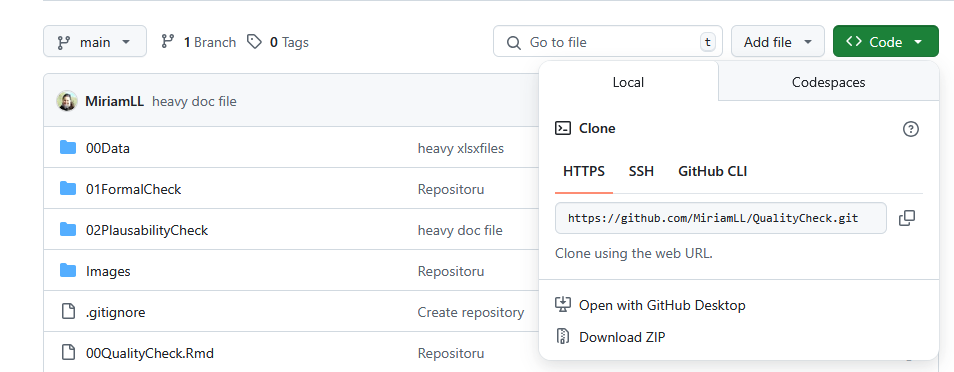 main
1 Branch
0 Tags
Go to file
t
Add file
Code
MiriamLL heavy doc file
00Data heavy xlsxfiles
01FormalCheck Repositoru
02PlausabilityCheck heavy doc file
Images Repositoru
.gitignore Create repository
00QualityCheck.Rmd Repositoru
Local
Codespaces
Clone
HTTPS SSH GitHub CLI
https://github.com/MiriamLL/QualityCheck.git
Clone using the web URL.
Open with GitHub Desktop
Download ZIP